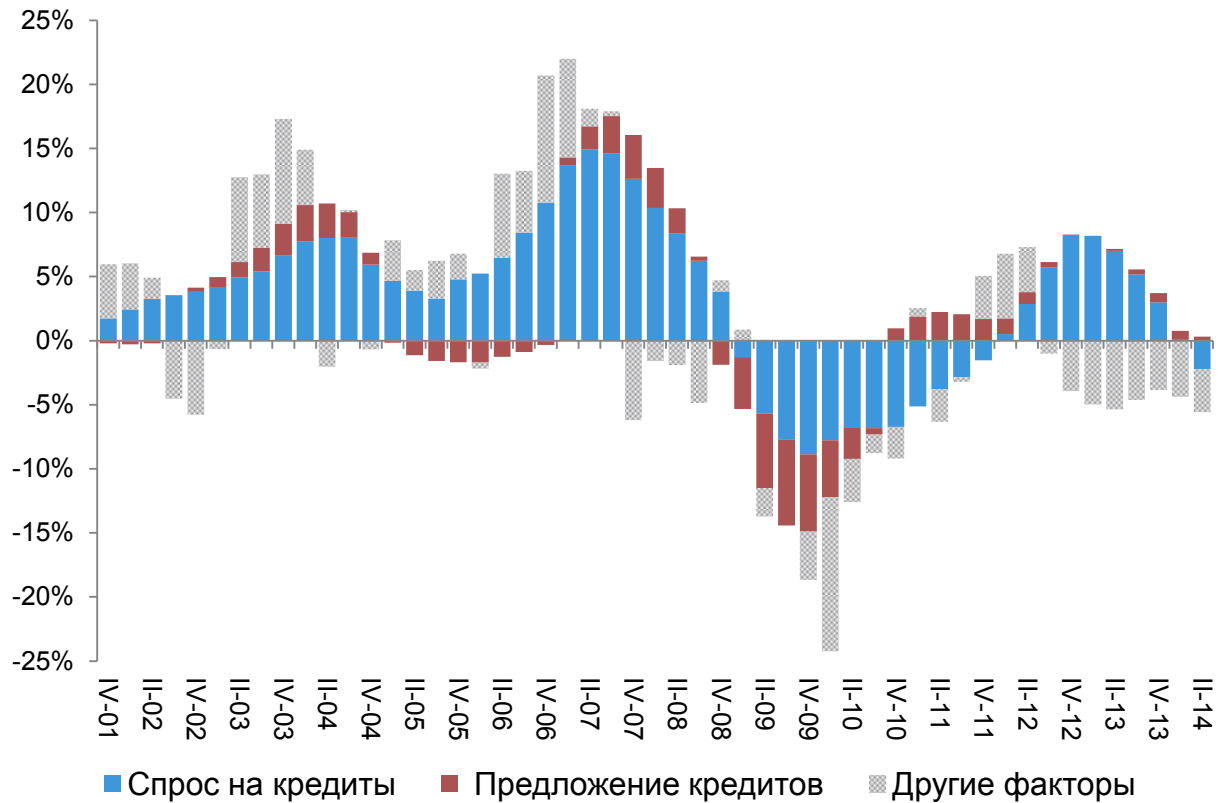 25%
20%
15%
10%
5%
0%
-5%
-10%
-15%
-20%
-25%
IV-01
II-02
IV-02
II-03
IV-03
II-04
IV-04
II-05
IV-05
II-06
IV-06
II-07
IV-07
II-08
IV-08
II-09
IV-09
II-10
IV-10
II-11
IV-11
II-12
IV-12
II-13
IV-13
II-14
Спрос на кредиты Предложение кредитов Другие факторы